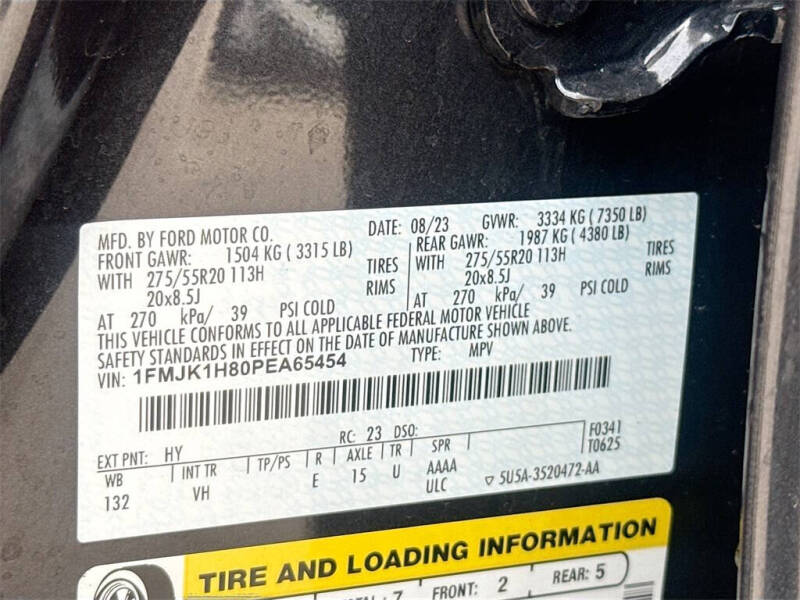 MFD. BY FORD MOTOR CO. DATE: 08/23 GVWR: 3334 KG ( 7350 LB)
FRONT GAWR: 1504 KG ( 3315 LB) REAR GAWR: 1987 KG ( 4380 LB)
WITH 275/55R20 113H TIRES WITH 275/55R20 113H TIRES
20x8.5J RIMS 20x8.5J RIMS
AT 270 kPa/ 39 PSI COLD AT 270 kPa/ 39 PSI COLD
THIS VEHICLE CONFORMS TO ALL APPLICABLE FEDERAL MOTOR VEHICLE
SAFETY STANDARDS IN EFFECT ON THE DATE OF MANUFACTURE SHOWN ABOVE.
VIN: 1FMJK1H80PEA65454 TYPE: MPV
EXT PNT: HY RC: 23 DSO: F0341
T0625
WB INT TR TP/PS R AXLE TR SPR
132 VH E 15 U AAAA
ULC ▽ 5U5A-3520472-AA
TIRE AND LOADING INFORMATION
7 FRONT: 2 REAR: 5